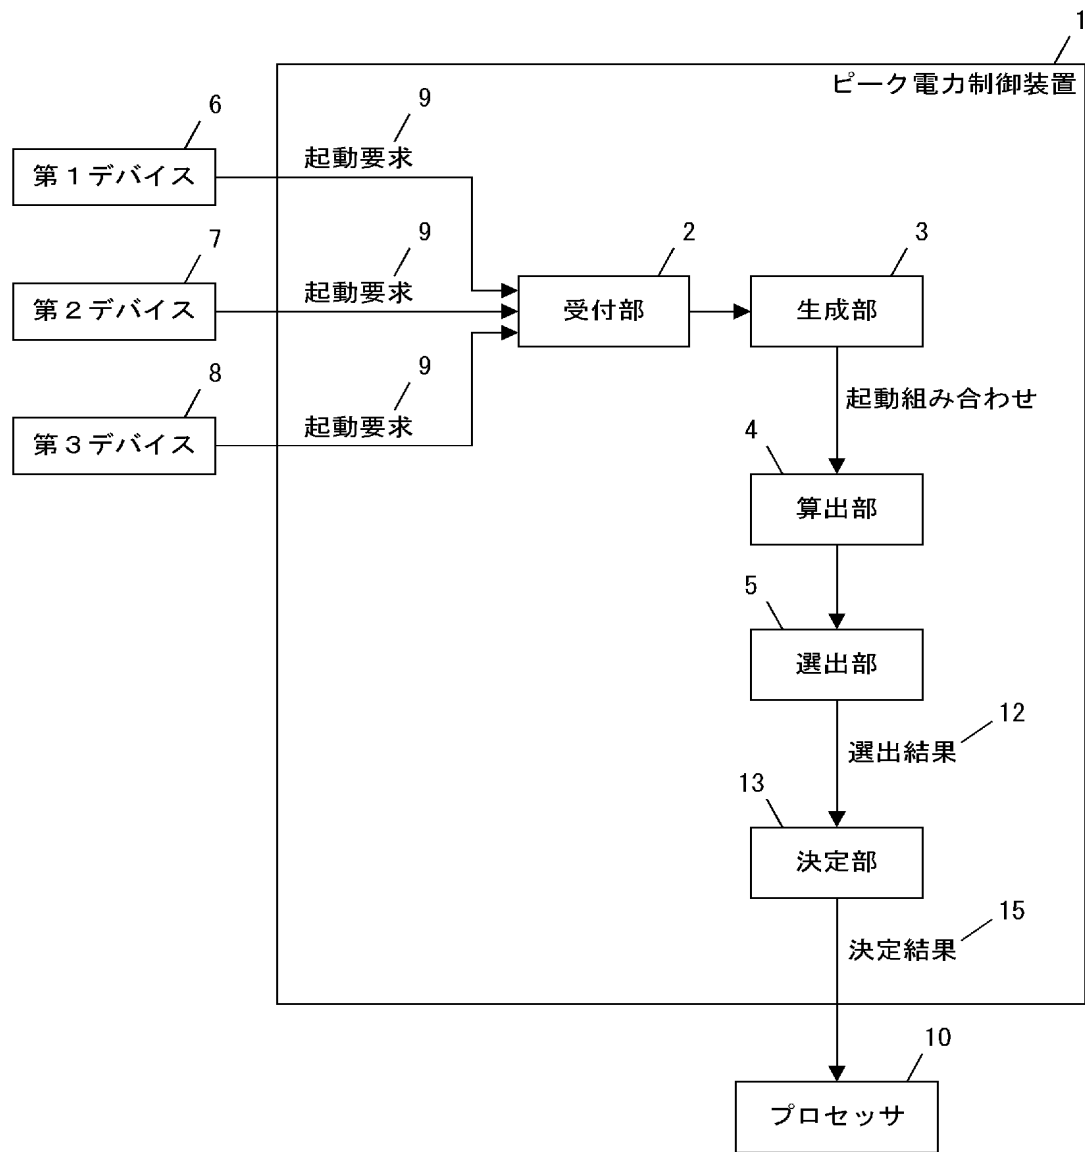 1
ピーク電力制御装置
6
第１デバイス
9
起動要求
7
第２デバイス
9
起動要求
2
受付部
3
生成部
8
第３デバイス
9
起動要求
起動組み合わせ
4
算出部
5
選出部
選出結果
12
13
決定部
決定結果
15
10
プロセッサ